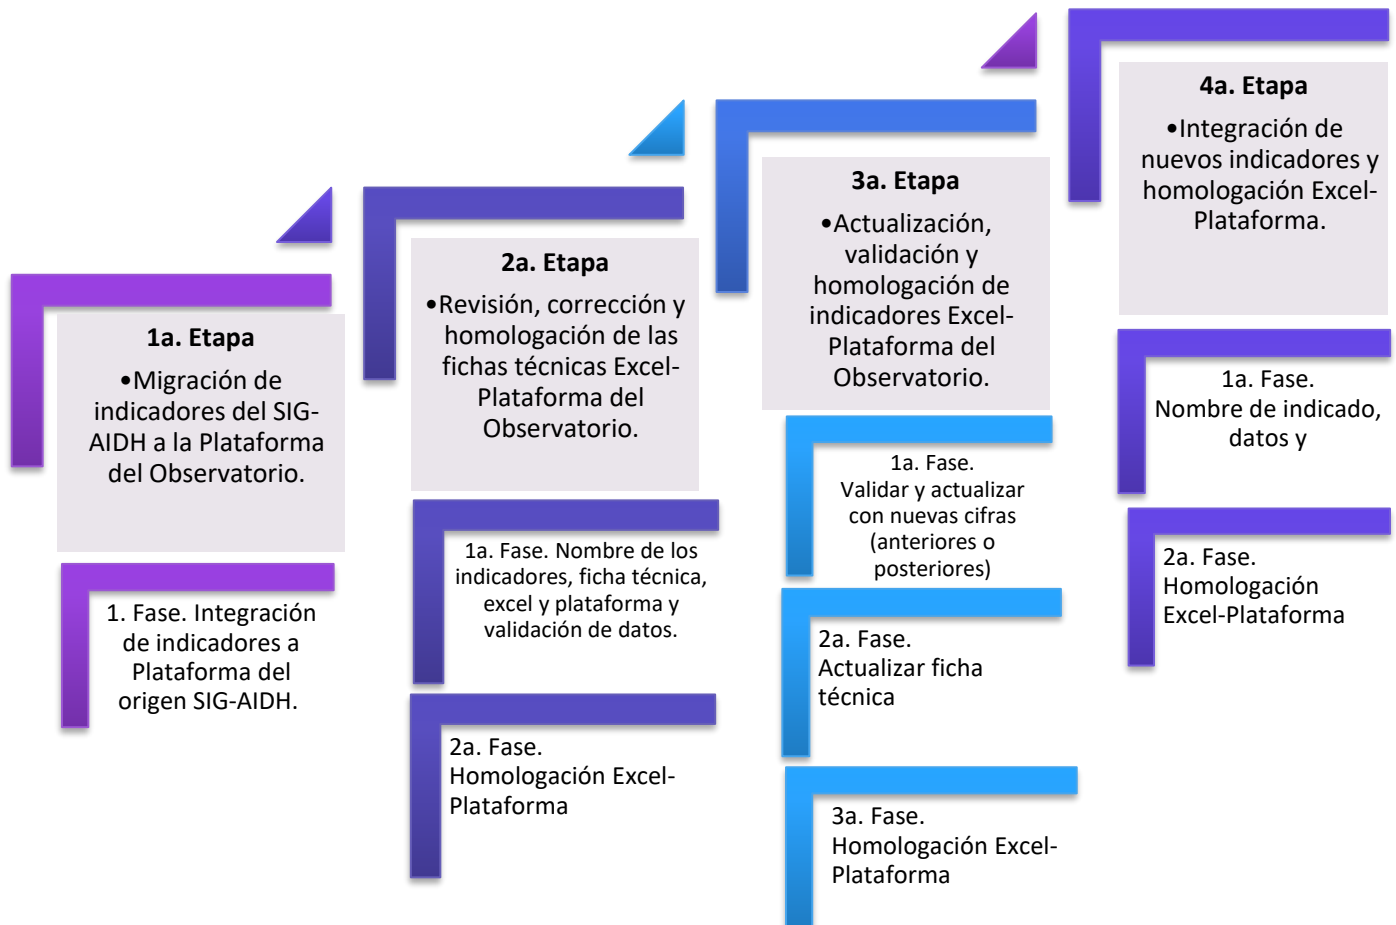 1a. Etapa
•Migración de
indicadores del SIG-
AIDH a la Plataforma
del Observatorio.
1. Fase. Integración
de indicadores a
Plataforma del
origen SIG-AIDH.
2a. Etapa
•Revisión, corrección y
homologación de las
fichas técnicas Excel-
Plataforma del
Observatorio.
1a. Fase. Nombre de los
indicadores, ficha técnica,
excel y plataforma y
validación de datos.
2a. Fase.
Homologación Excel-
Plataforma
3a. Etapa
•Actualización,
validación y
homologación de
indicadores Excel-
Plataforma del
Observatorio.
1a. Fase.
Validar y actualizar
con nuevas cifras
(anteriores o
posteriores)
2a. Fase.
Actualizar ficha
técnica
3a. Fase.
Homologación Excel-
Plataforma
4a. Etapa
•Integración de
nuevos indicadores y
homologación Excel-
Plataforma.
1a. Fase.
Nombre de indicado,
datos y
2a. Fase.
Homologación
Excel-Plataforma